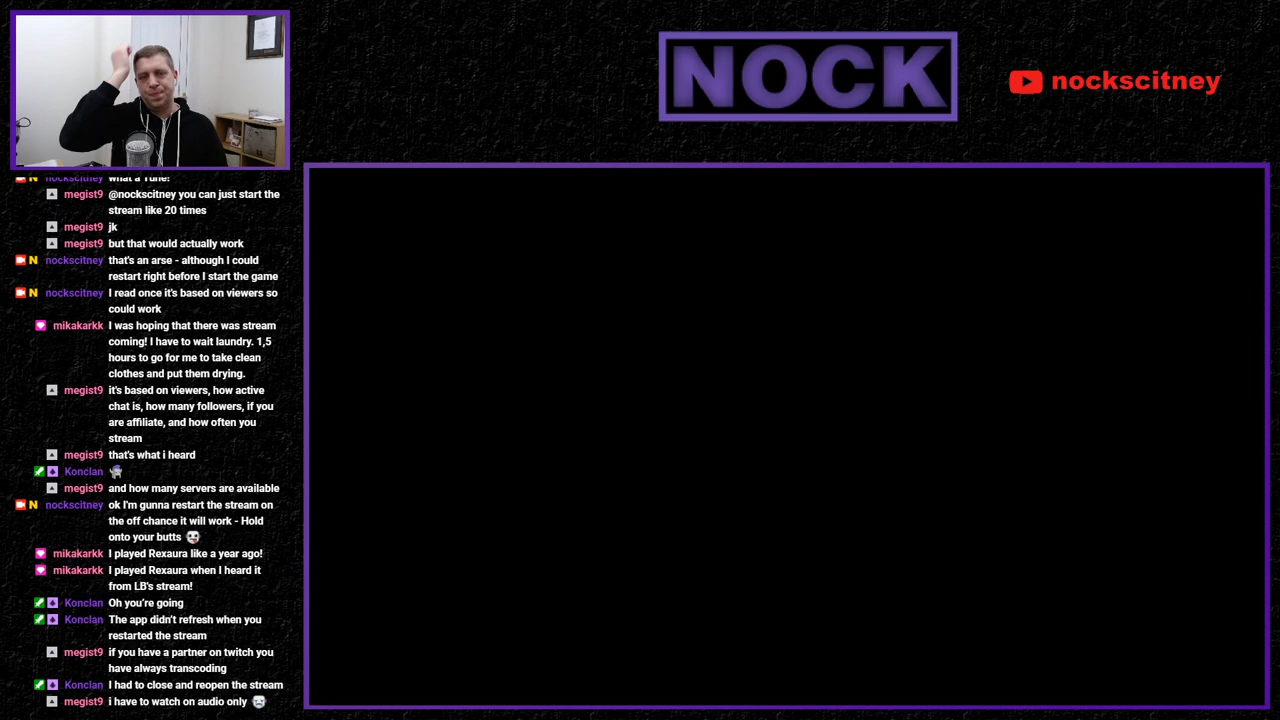 NOCK
nockscitney
nockscitney what a Tune!
megist9 @nockscitney you can just start the
stream like 20 times
megist9 jk
megist9 but that would actually work
N nockscitney that's an arse - although I could
restart right before I start the game
N nockscitney I read once it's based on viewers so
could work
mikakarkk I was hoping that there was stream
coming! I have to wait laundry. 1,5
hours to go for me to take clean
clothes and put them drying.
megist9 it's based on viewers, how active
chat is, how many followers, if you
are affiliate, and how often you
stream
megist9 that's what i heard
Konclan
megist9 and how many servers are available
N nockscitney ok I'm gunna restart the stream on
the off chance it will work - Hold
onto your butts
mikakarkk I played Rexaura like a year ago!
mikakarkk I played Rexaura when I heard it
from LB's stream!
Konclan Oh you're going
Konclan The app didn't refresh when you
restarted the stream
megist9 if you have a partner on twitch you
have always transcoding
Konclan I had to close and reopen the stream
megist9 i have to watch on audio only